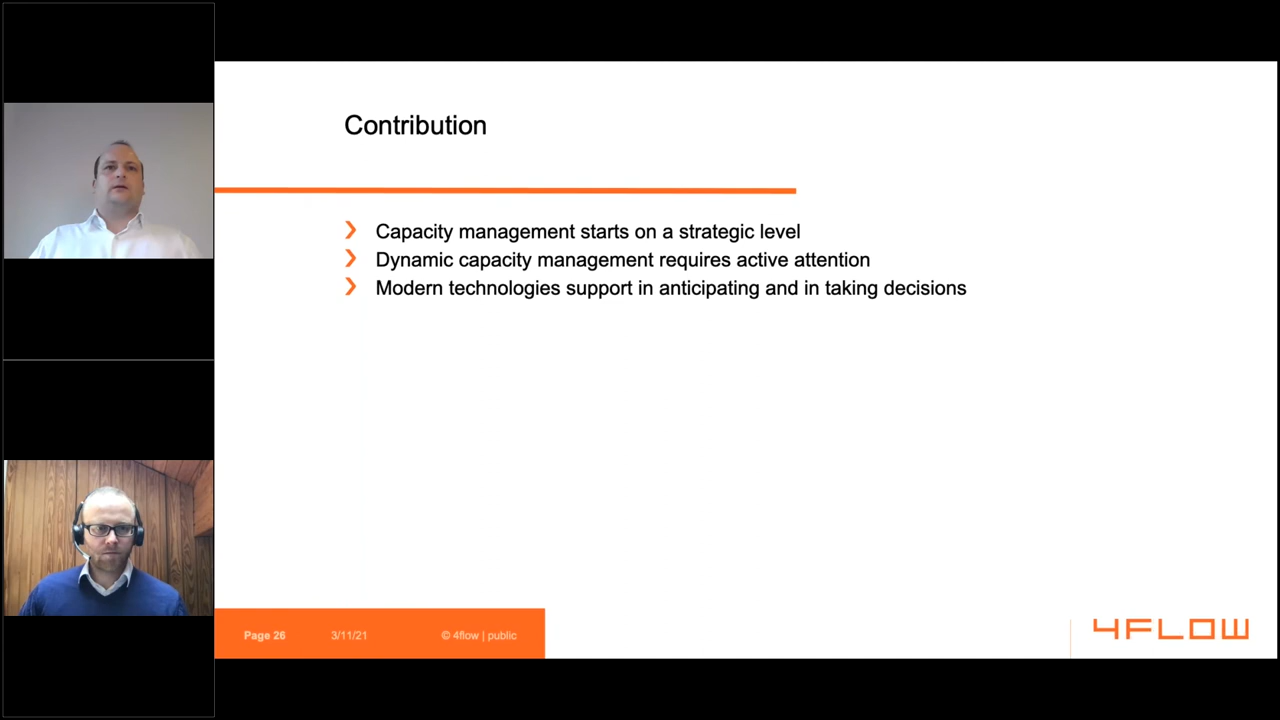 Contribution
Capacity management starts on a strategic level
Dynamic capacity management requires active attention
Modern technologies support in anticipating and in taking decisions
Page 26 3/11/21 © 4flow | public
4FLOW